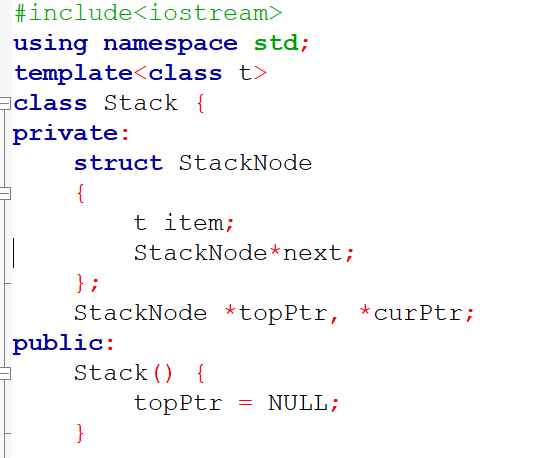 #include<iostream>
using namespace std;
template<class t>
class Stack {
private:
    struct StackNode
    {
        t item;
        StackNode*next;
    };
    StackNode *topPtr, *curPtr;
public:
    Stack() {
        topPtr = NULL;
    }